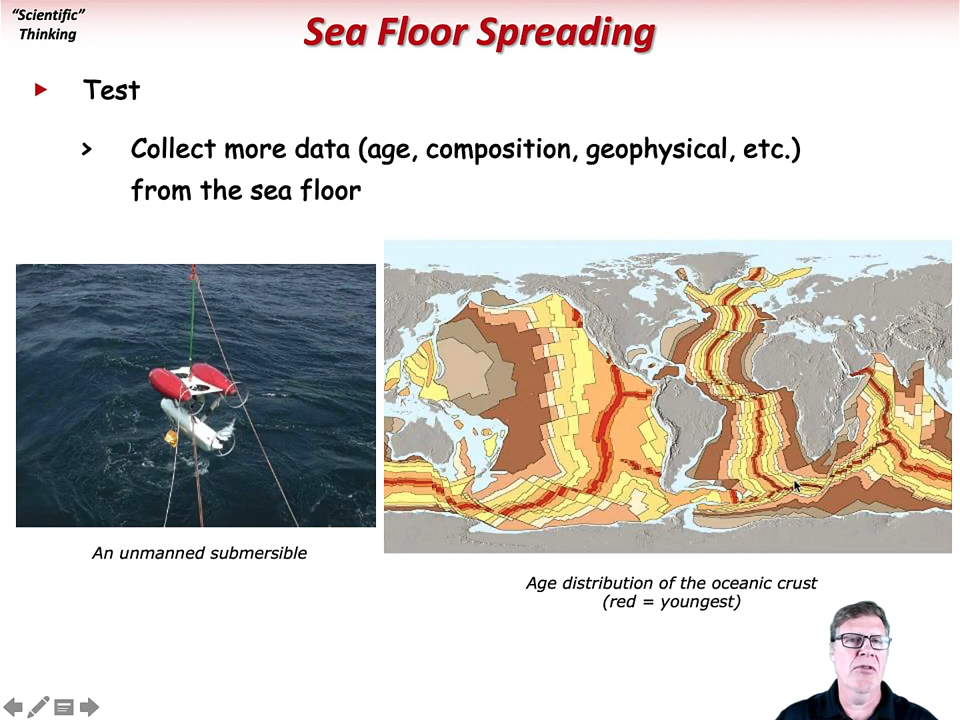 “Scientific”
Thinking
Sea Floor Spreading
Test
> Collect more data (age, composition, geophysical, etc.)
from the sea floor
An unmanned submersible
Age distribution of the oceanic crust
(red = youngest)